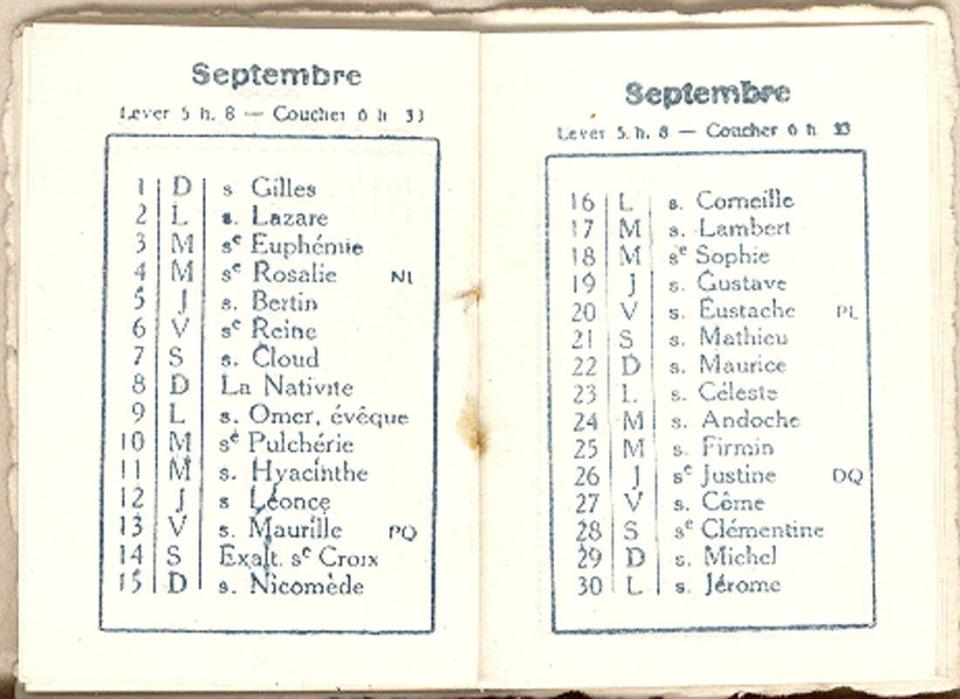 Septembre
Lever 5 h. 8 — Coucher 6 h 33
1 D s Gilles
2 L s. Lazare
3 M sᵉ Euphémie
4 M sᵉ Rosalie NL
5 J s. Bertin
6 V sᵉ Reine
7 S s. Cloud
8 D La Nativite
9 L s. Omer, évêque
10 M sᵉ Pulchérie
11 M s. Hyacinthe
12 J s Léonce
13 V s. Maurille PQ
14 S Exalt. sᵉ Croix
15 D s. Nicomède
Septembre
Lever 5. h. 8 — Coucher 6 h 33
16 L s. Corneille
17 M s. Lambert
18 M sᵉ Sophie
19 J s. Gustave
20 V s. Eustache PL
21 S s. Mathieu
22 D s. Maurice
23 L s. Céleste
24 M s. Andoche
25 M s. Firmin
26 J sᵉ Justine DQ
27 V s. Côme
28 S sᵉ Clémentine
29 D s. Michel
30 L s. Jérome